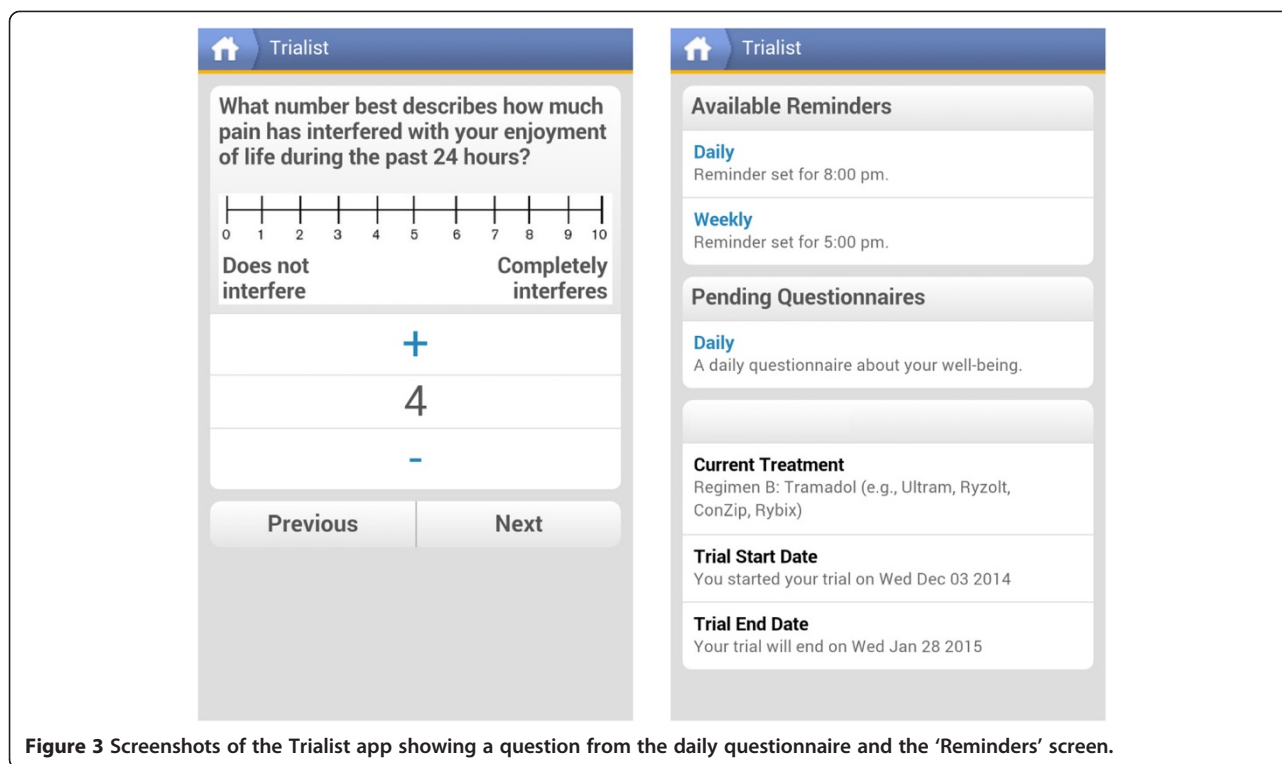 Trialist
What number best describes how much
pain has interfered with your enjoyment
of life during the past 24 hours?
0 1 2 3 4 5 6 7 8 9 10
Does not Completely
interfere interferes
+
4
-
Previous Next
Trialist
Available Reminders
Daily
Reminder set for 8:00 pm.
Weekly
Reminder set for 5:00 pm.
Pending Questionnaires
Daily
A daily questionnaire about your well-being.
Current Treatment
Regimen B: Tramadol (e.g., Ultram, Ryzolt,
ConZip, Rybix)
Trial Start Date
You started your trial on Wed Dec 03 2014
Trial End Date
Your trial will end on Wed Jan 28 2015
Figure 3 Screenshots of the Trialist app showing a question from the daily questionnaire and the ‘Reminders’ screen.